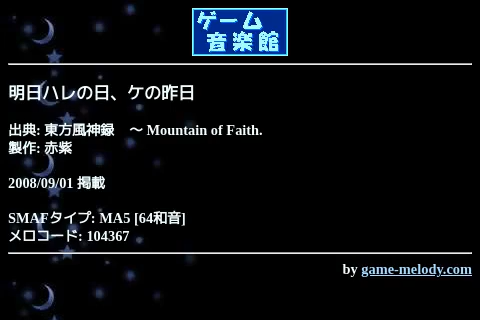 ゲーム
音楽館
明日ハレの日、ケの昨日
出典: 東方風神録　～ Mountain of Faith.
製作: 赤紫
2008/09/01 掲載
SMAFタイプ: MA5 [64和音]
メロコード: 104367
by game-melody.com